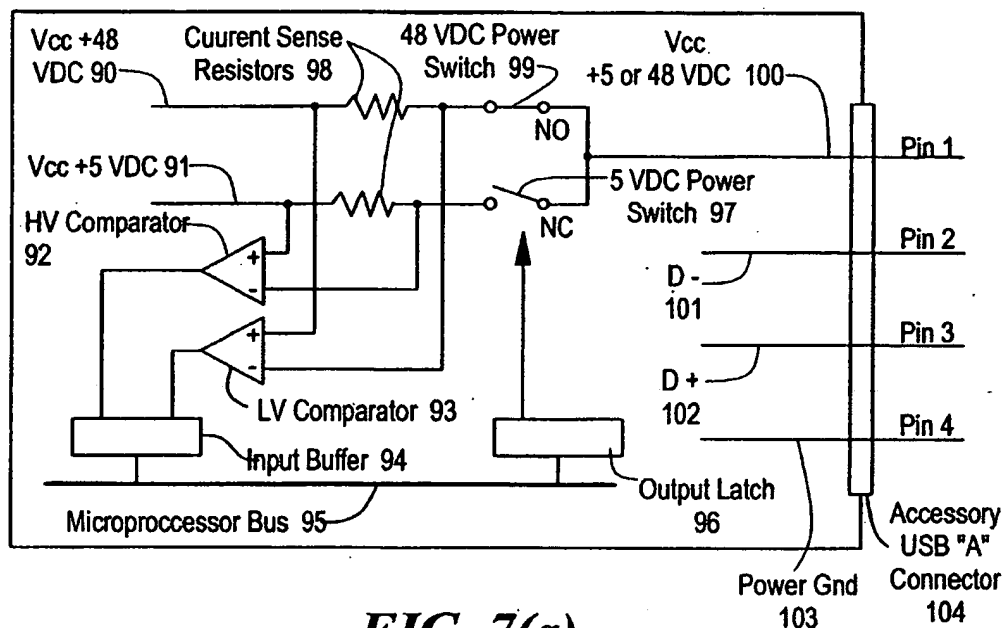 Vcc +48
VDC 90
Cuurent Sense
Resistors 98
48 VDC Power
Switch 99
Vcc
+5 or 48 VDC 100
NO
Pin 1
Vcc +5 VDC 91
5 VDC Power
Switch 97
NC
HV Comparator
92
+
-
Pin 2
D -
101
+
-
Pin 3
D +
102
LV Comparator 93
Pin 4
Input Buffer 94
Output Latch
96
Microproccessor Bus 95
Power Gnd
103
Accessory
USB "A"
Connector
104
FIG. 7(a)